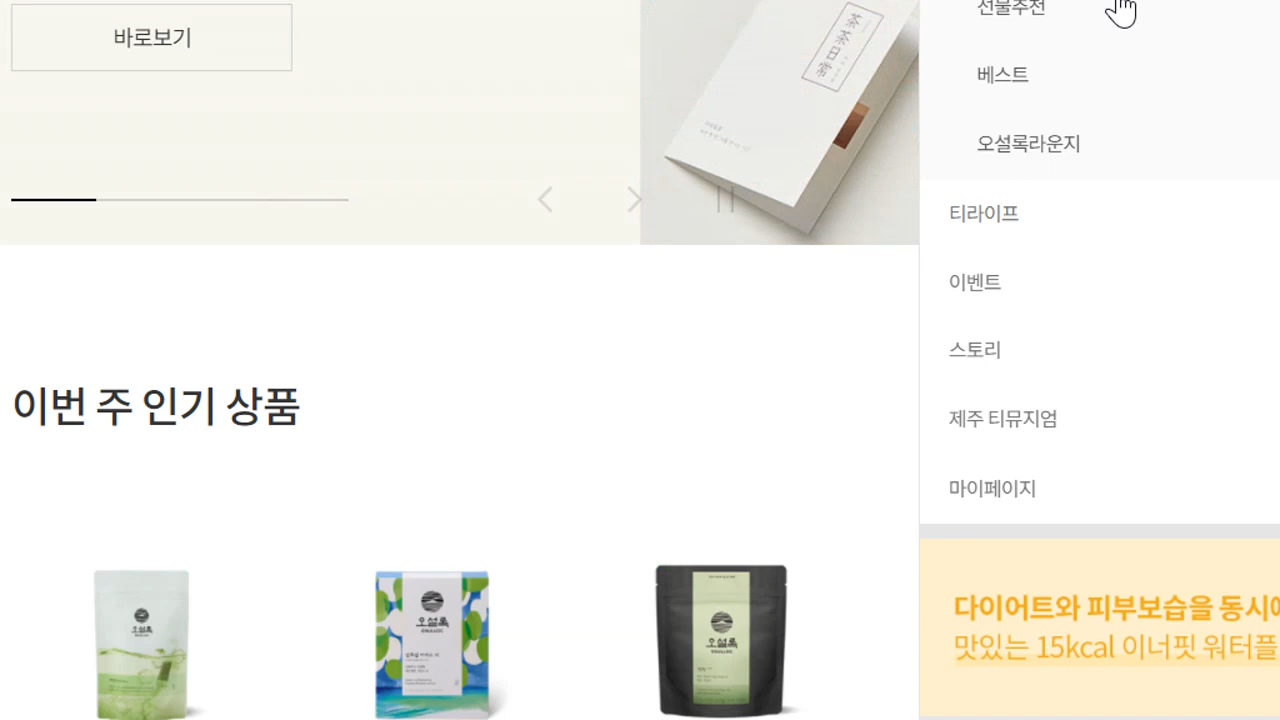 바로보기
茶茶日常
이번 주 인기 상품
오설록
오설록
오설록
선물추천
베스트
오설록라운지
티라이프
이벤트
스토리
제주 티뮤지엄
마이페이지
다이어트와 피부보습을 동시에
맛있는 15kcal 이너핏 워터플